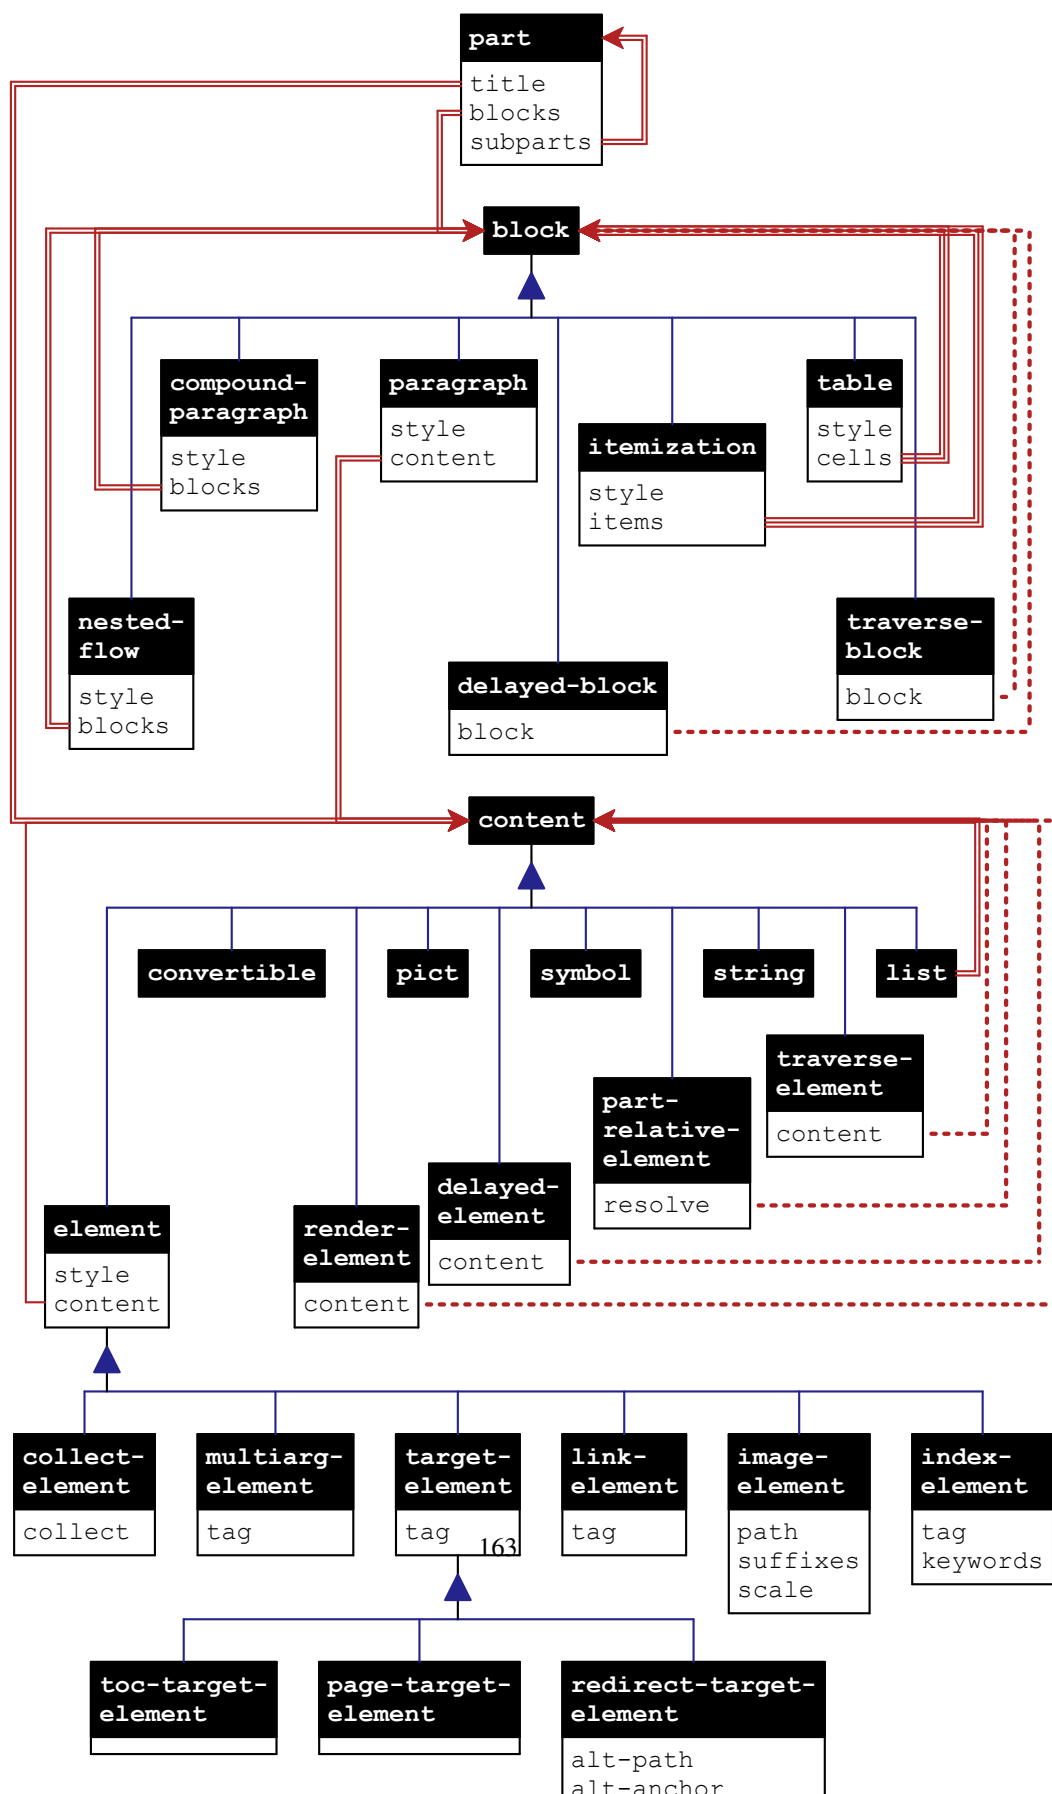 part
title
blocks
subparts
block
compound-
paragraph
style
blocks
paragraph
style
content
itemization
style
items
table
style
cells
nested-
flow
style
blocks
delayed-block
block
traverse-
block
block
content
convertible
pict
symbol
string
list
traverse-
element
content
part-
relative-
element
resolve
delayed-
element
content
render-
element
content
element
style
content
collect-
element
collect
multiarg-
element
tag
target-
element
tag
163
link-
element
tag
image-
element
path
suffixes
scale
index-
element
tag
keywords
toc-target-
element
page-target-
element
redirect-target-
element
alt-path
alt-anchor